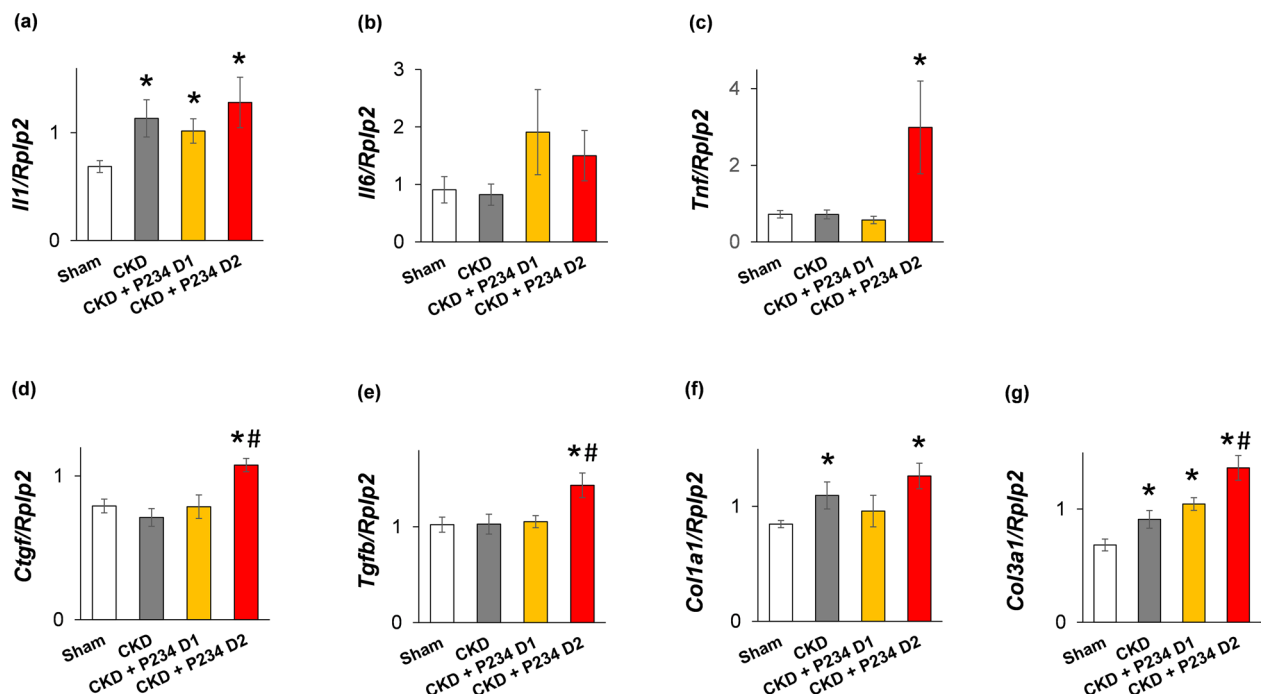 (a)
Il1/Rplp2
1
0
*
*
*
Sham
CKD
CKD + P234 D1
CKD + P234 D2
(b)
Il6/Rplp2
3
2
1
0
Sham
CKD
CKD + P234 D1
CKD + P234 D2
(c)
Tnf/Rplp2
4
2
0
*
Sham
CKD
CKD + P234 D1
CKD + P234 D2
(d)
Ctgf/Rplp2
1
0
*#
Sham
CKD
CKD + P234 D1
CKD + P234 D2
(e)
Tgfb/Rplp2
1
0
*#
Sham
CKD
CKD + P234 D1
CKD + P234 D2
(f)
Col1a1/Rplp2
1
0
*
*
Sham
CKD
CKD + P234 D1
CKD + P234 D2
(g)
Col3a1/Rplp2
1
0
*
*
*#
Sham
CKD
CKD + P234 D1
CKD + P234 D2